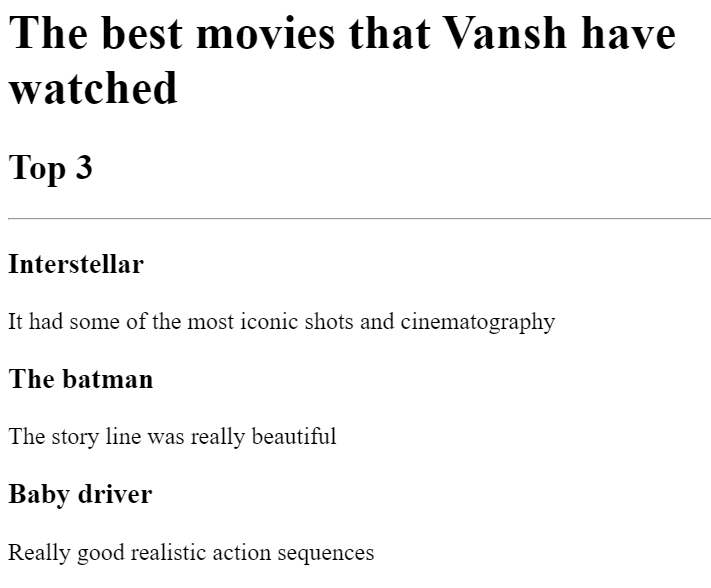 The best movies that Vansh have
watched
Top 3
Interstellar
It had some of the most iconic shots and cinematography
The batman
The story line was really beautiful
Baby driver
Really good realistic action sequences